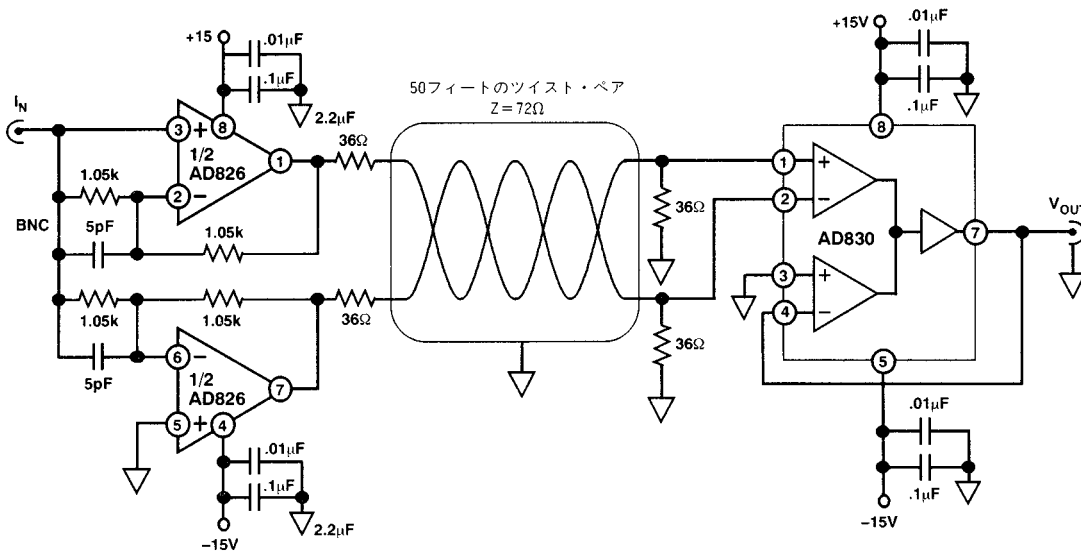 +15
.01μF
.1μF
2.2μF
IN
3
+
8
1/2
AD826
1
2
−
1.05k
BNC
5pF
1.05k
36Ω
50フィートのツイスト・ペア
Z=72Ω
1.05k
1.05k
36Ω
5pF
6
−
1/2
AD826
7
5
+
4
.01μF
.1μF
2.2μF
−15V
36Ω
36Ω
+15V
.01μF
.1μF
8
1
+
2
−
AD830
3
+
4
−
7
VOUT
5
.01μF
.1μF
−15V